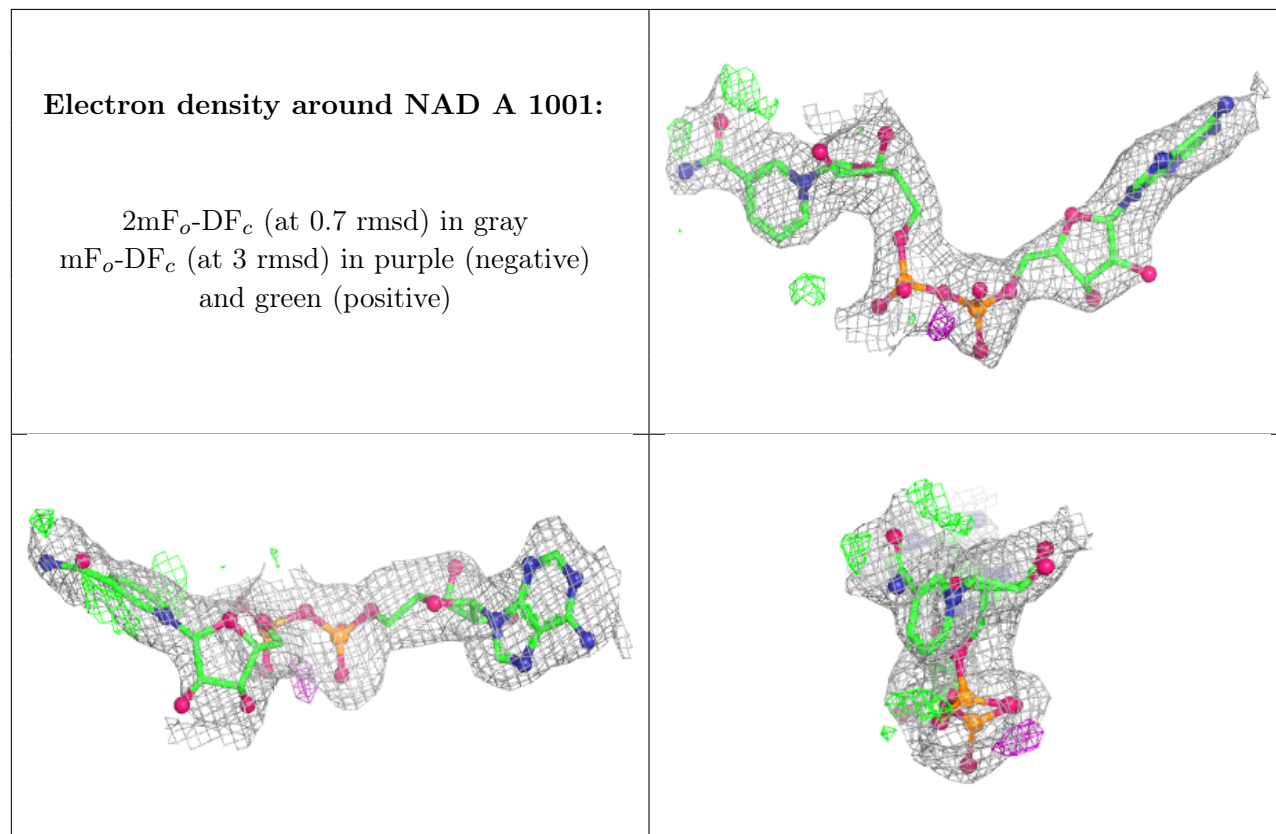 Electron density around NAD A 1001:
2mFo-DFc (at 0.7 rmsd) in gray
mFo-DFc (at 3 rmsd) in purple (negative)
and green (positive)